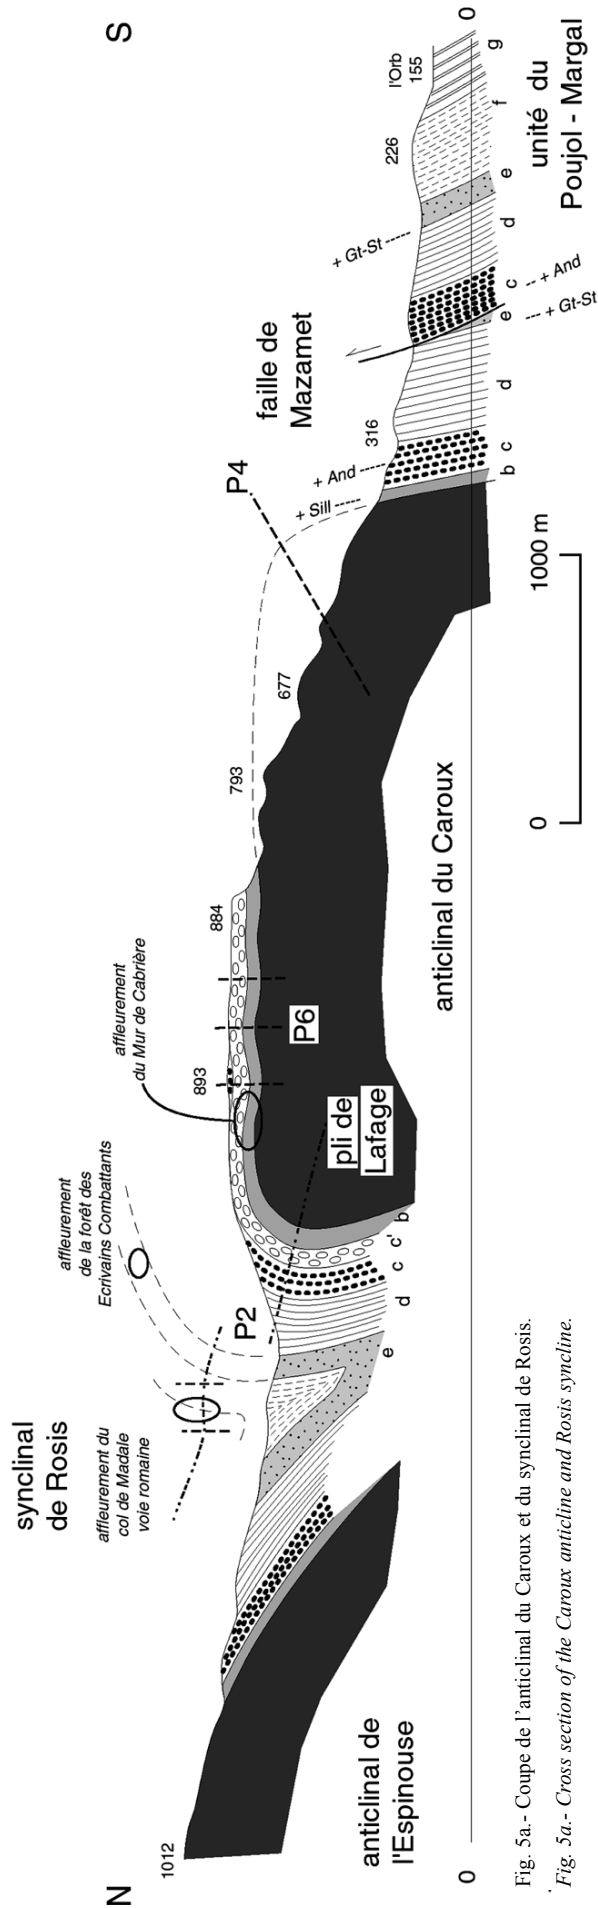 N
S
synclinal
de Rosis
affleurement du
col de Madale
voie romaine
affleurement
de la forêt des
Ecrivains Combattants
affleurement
du Mur de Cabrière
1012
P2
893
884
793
677
P4
+ Sill
+ And
316
faille de
Mazamet
+ Gt-St
226
l'Orb
155
pli de
Lafage
P6
anticlinal de
l'Espinouse
anticlinal du Caroux
e
d
c
c'
b
b
c
d
e
c
d
e
f
g
+ Gt-St
+ And
unité du
Poujol - Margal
0
0
0
1000 m
Fig. 5a.- Coupe de l'anticlinal du Caroux et du synclinal de Rosis.
Fig. 5a.- Cross section of the Caroux anticline and Rosis syncline.